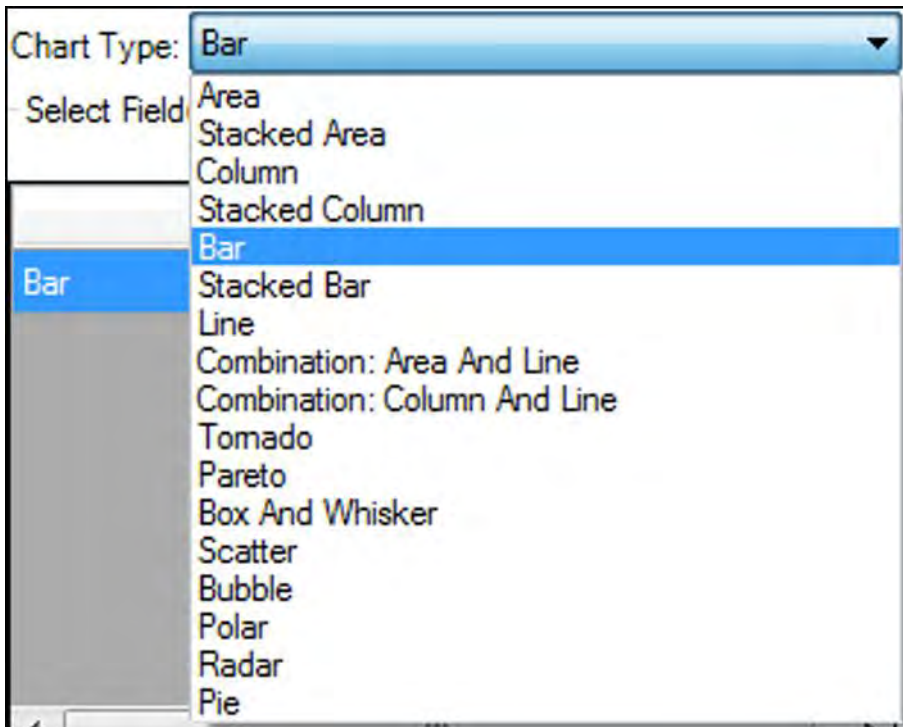 Chart Type: Bar
Select Field
Area
Stacked Area
Column
Stacked Column
Bar
Bar
Stacked Bar
Line
Combination: Area And Line
Combination: Column And Line
Tornado
Pareto
Box And Whisker
Scatter
Bubble
Polar
Radar
Pie